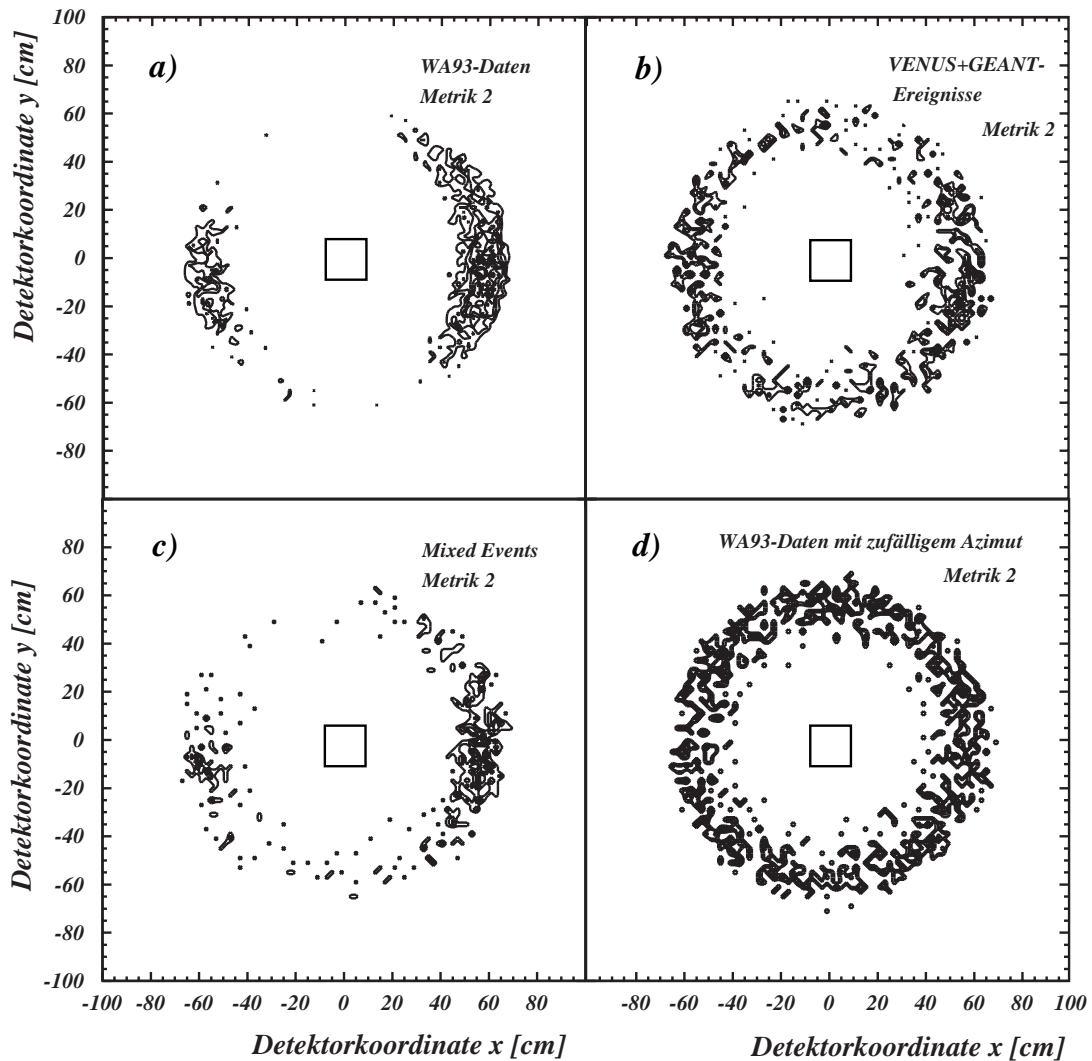 100
80
60
40
20
0
-20
-40
-60
-80
Detektorkoordinate y [cm]
a)
WA93-Daten
Metrik 2
b)
VENUS+GEANT-
Ereignisse
Metrik 2
80
60
40
20
0
-20
-40
-60
-80
-100
Detektorkoordinate y [cm]
c)
Mixed Events
Metrik 2
d)
WA93-Daten mit zufälligem Azimut
Metrik 2
-100 -80 -60 -40 -20 0 20 40 60 80
-80 -60 -40 -20 0 20 40 60 80 100
Detektorkoordinate x [cm]
Detektorkoordinate x [cm]